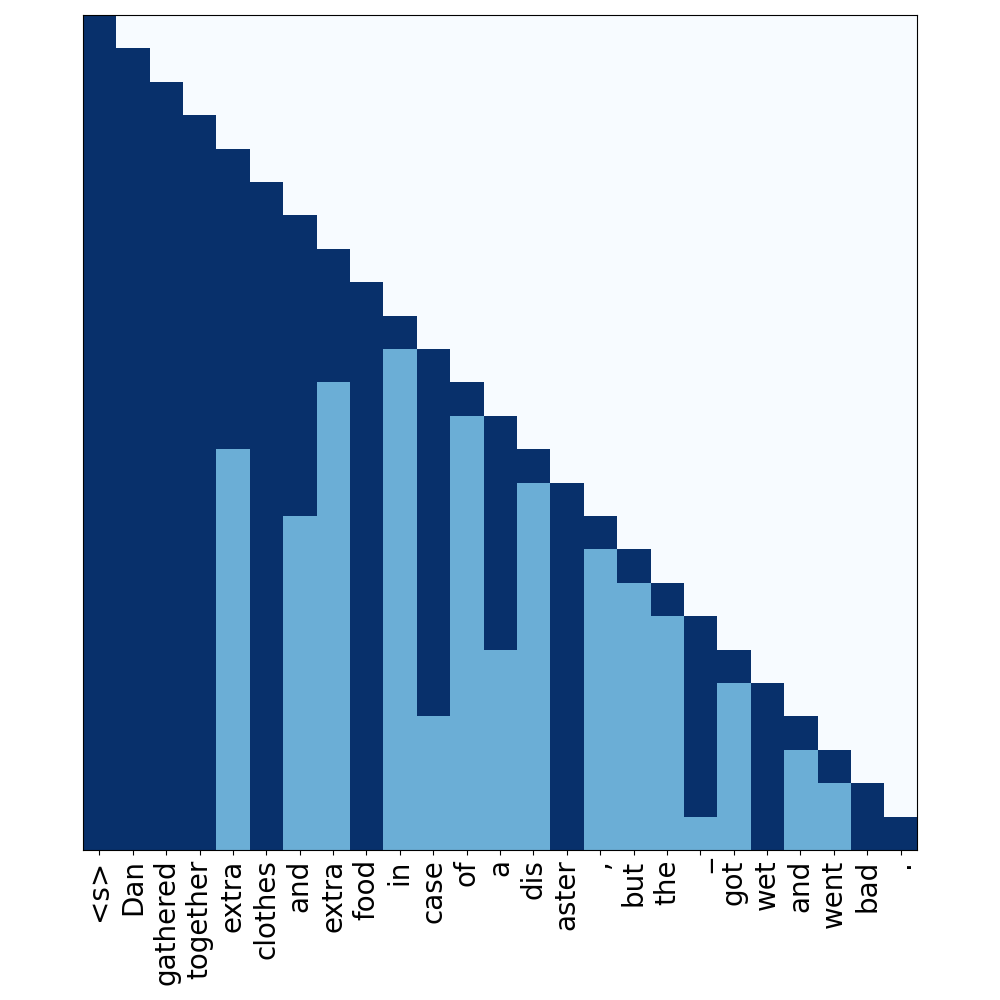 <s> Dan gathered together extra clothes and extra food in case of a dis aster , but the _ got wet and went bad .